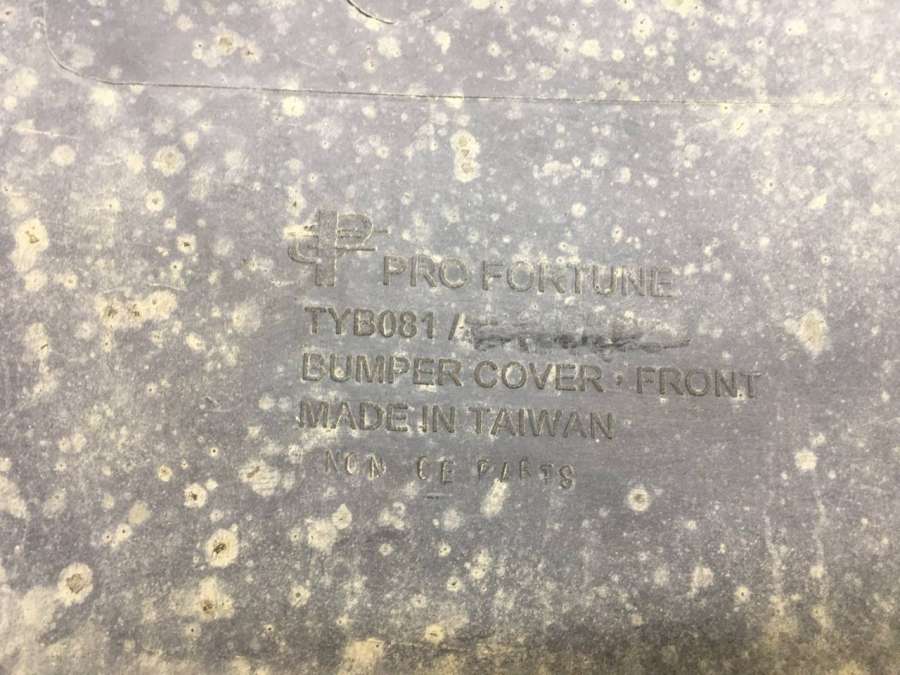 PRO FORTUNE
TYB081 /
BUMPER COVER · FRONT
MADE IN TAIWAN
NON OE PARTS